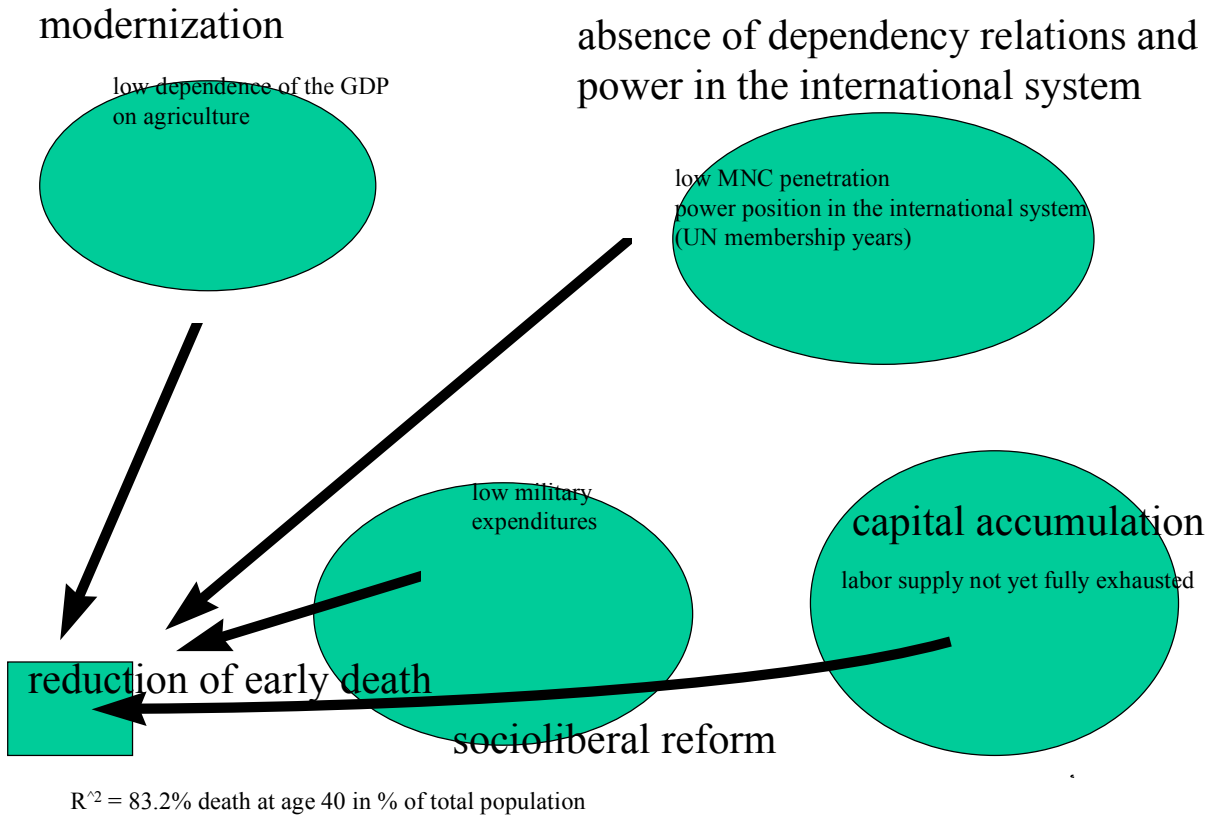 modernization
low dependence of the GDP
on agriculture
absence of dependency relations and
power in the international system
low MNC penetration
power position in the international system
(UN membership years)
low military
expenditures
capital accumulation
labor supply not yet fully exhausted
reduction of early death
socioliberal reform
R^2 = 83.2% death at age 40 in % of total population